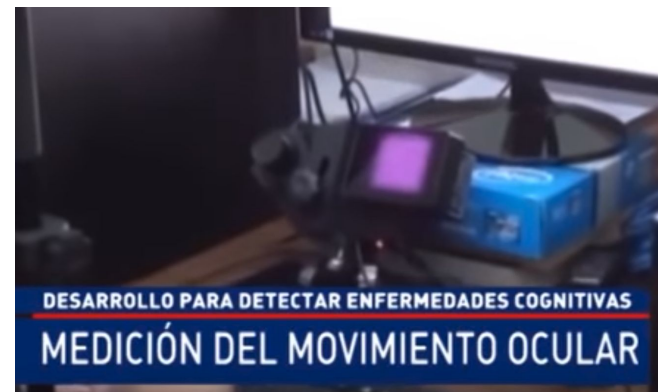 DESARROLLO PARA DETECTAR ENFERMEDADES COGNITIVAS
MEDICIÓN DEL MOVIMIENTO OCULAR